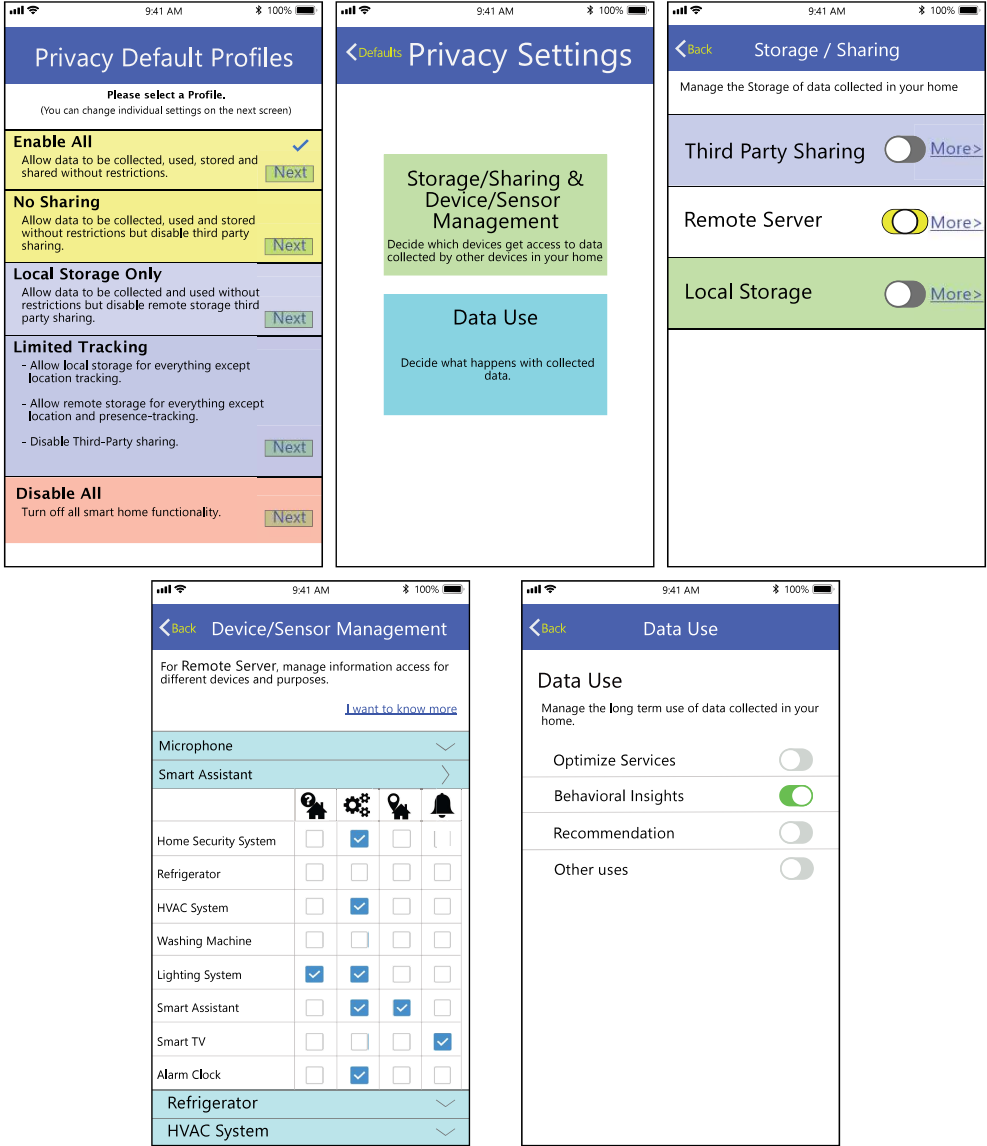 9:41 AM
100%
Privacy Default Profiles
Please select a Profile.
(You can change individual settings on the next screen)
Enable All
Allow data to be collected, used, stored and
shared without restrictions.
Next
No Sharing
Allow data to be collected, used and stored
without restrictions but disable third party
sharing.
Next
Local Storage Only
Allow data to be collected and used without
restrictions but disable remote storage third
party sharing.
Next
Limited Tracking
- Allow local storage for everything except
location tracking.
- Allow remote storage for everything except
location and presence-tracking.
- Disable Third-Party sharing.
Next
Disable All
Turn off all smart home functionality.
Next
9:41 AM
100%
Defaults Privacy Settings
Storage/Sharing &
Device/Sensor
Management
Decide which devices get access to data
collected by other devices in your home
Data Use
Decide what happens with collected
data.
9:41 AM
100%
Back Storage / Sharing
Manage the Storage of data collected in your home
Third Party Sharing More>
Remote Server More>
Local Storage More>
9:41 AM
100%
Back Device/Sensor Management
For Remote Server, manage information access for
different devices and purposes.
I want to know more
Microphone
Smart Assistant
Home Security System
Refrigerator
HVAC System
Washing Machine
Lighting System
Smart Assistant
Smart TV
Alarm Clock
Refrigerator
HVAC System
9:41 AM
100%
Back Data Use
Data Use
Manage the long term use of data collected in your
home.
Optimize Services
Behavioral Insights
Recommendation
Other uses